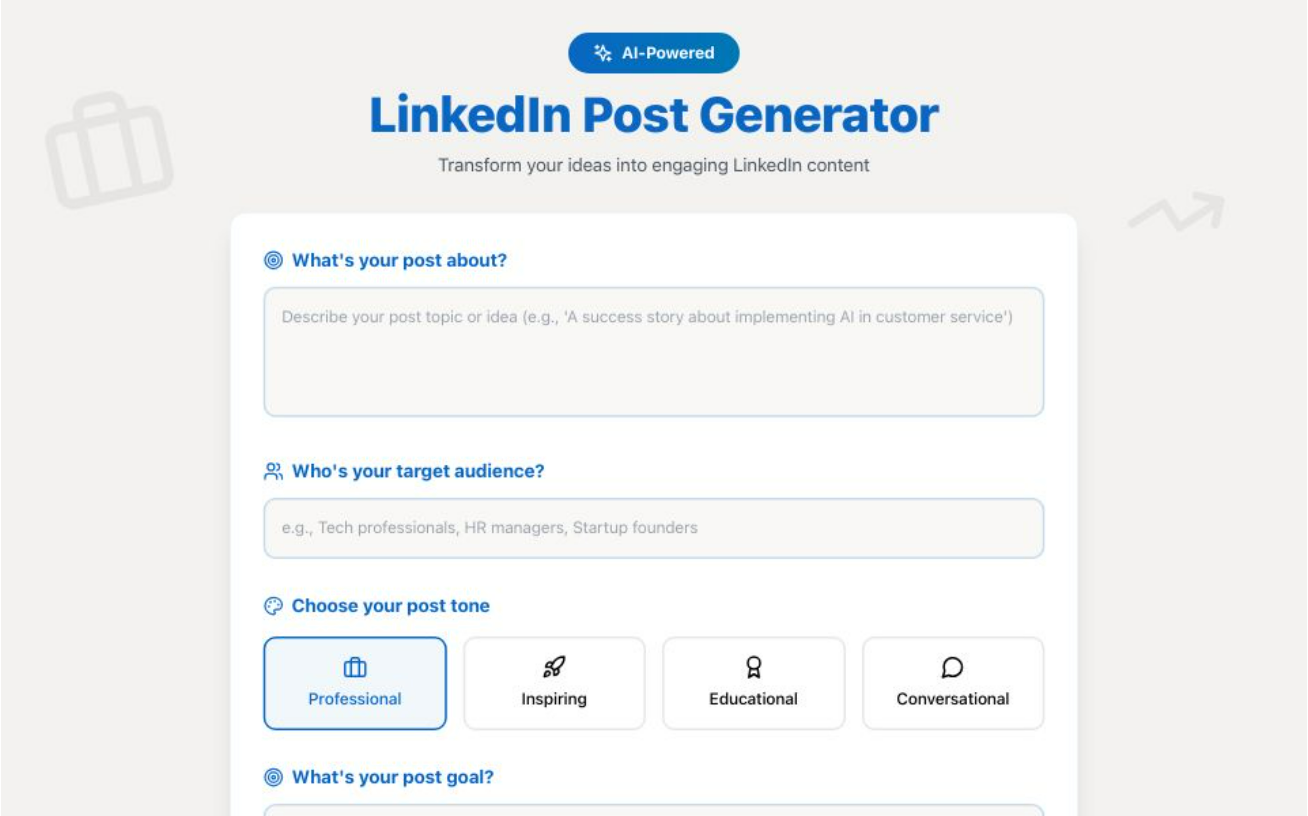 AI-Powered
LinkedIn Post Generator
Transform your ideas into engaging LinkedIn content
What's your post about?
Describe your post topic or idea (e.g., 'A success story about implementing AI in customer service')
Who's your target audience?
e.g., Tech professionals, HR managers, Startup founders
Choose your post tone
Professional
Inspiring
Educational
Conversational
What's your post goal?